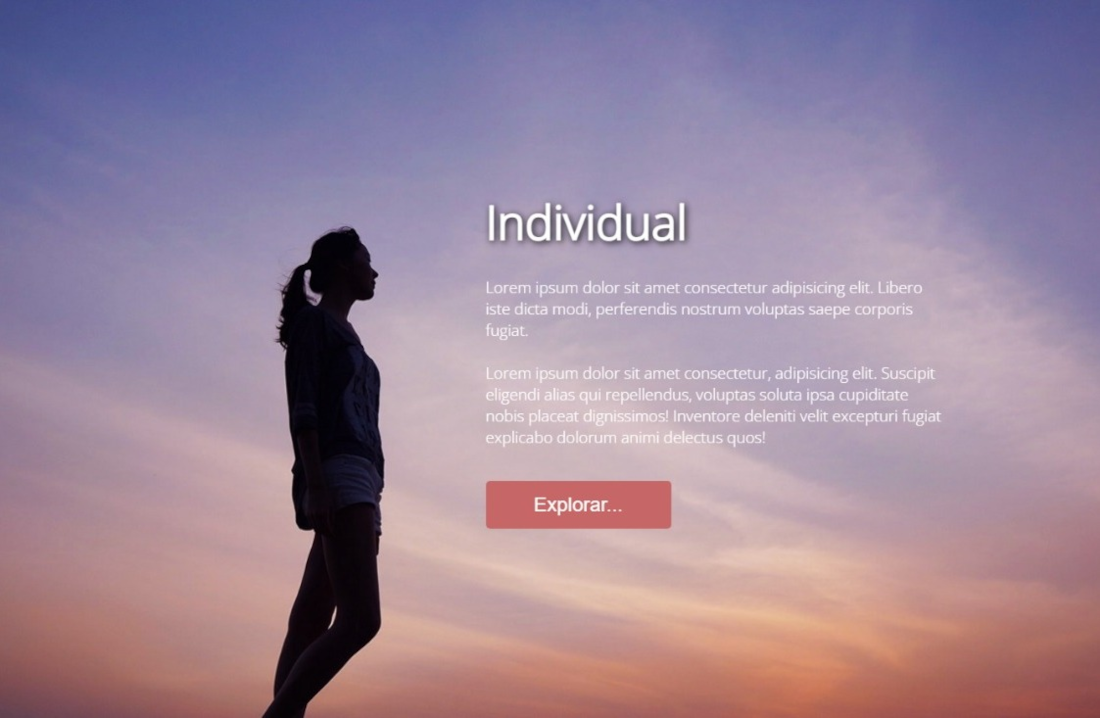 Individual
Lorem ipsum dolor sit amet consectetur adipisicing elit. Libero
iste dicta modi, perferendis nostrum voluptas saepe corporis
fugiat.
Lorem ipsum dolor sit amet consectetur, adipisicing elit. Suscipit
eligendi alias qui repellendus, voluptas soluta ipsa cupiditate
nobis placeat dignissimos! Inventore deleniti velit excepturi fugiat
explicabo dolorum animi delectus quos!
Explorar...